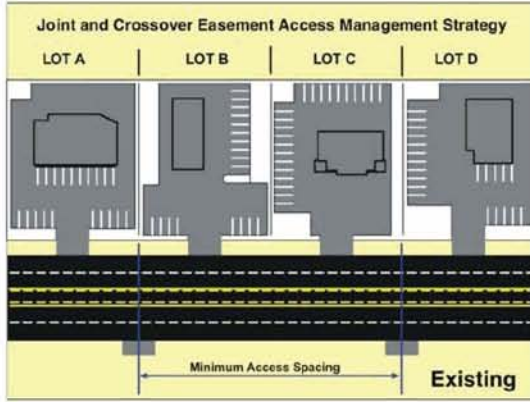 Joint and Crossover Easement Access Management Strategy
LOT A LOT B LOT C LOT D
Minimum Access Spacing
Existing